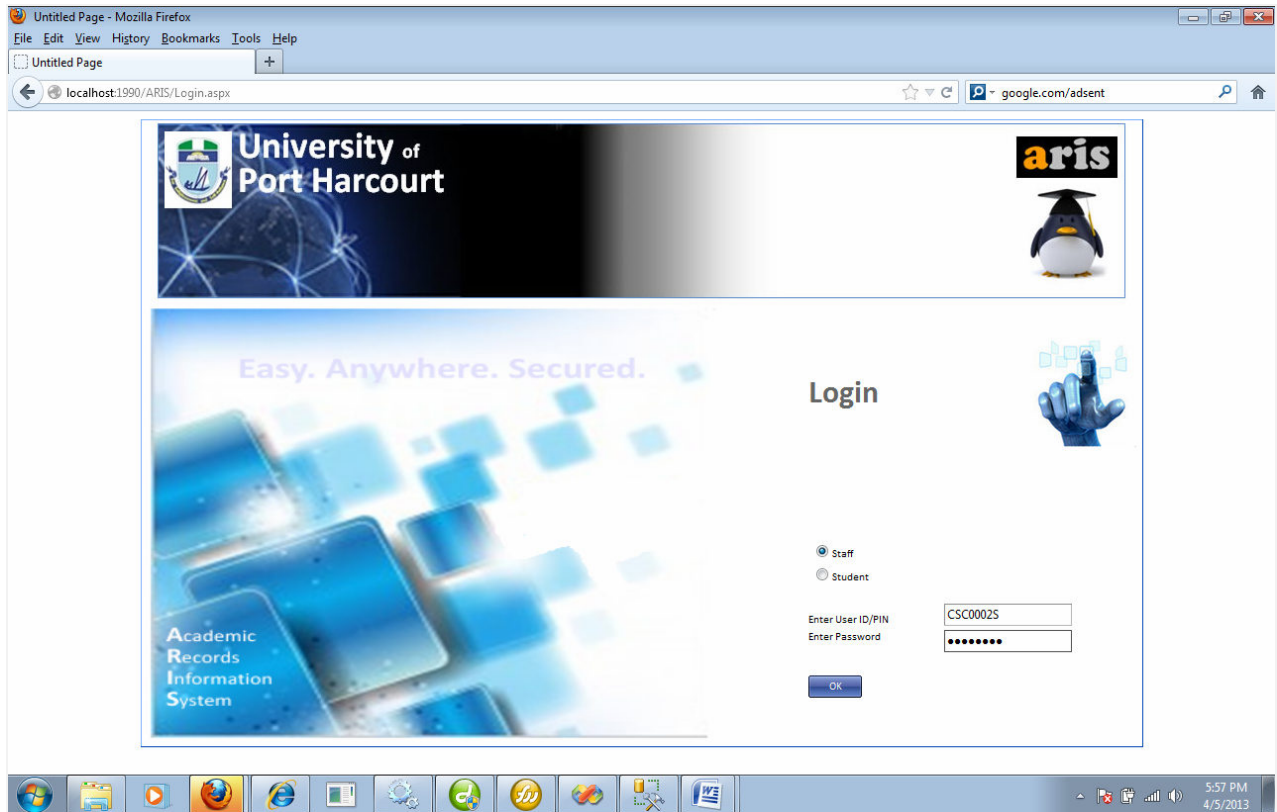 Untitled Page - Mozilla Firefox
File Edit View History Bookmarks Tools Help
Untitled Page
localhost:1990/ARIS/Login.aspx
google.com/adsent
University of
Port Harcourt
aris
Easy. Anywhere. Secured.
Login
Staff
Student
Enter User ID/PIN CSC0002S
Enter Password
OK
Academic
Records
Information
System
5:57 PM
4/5/2013